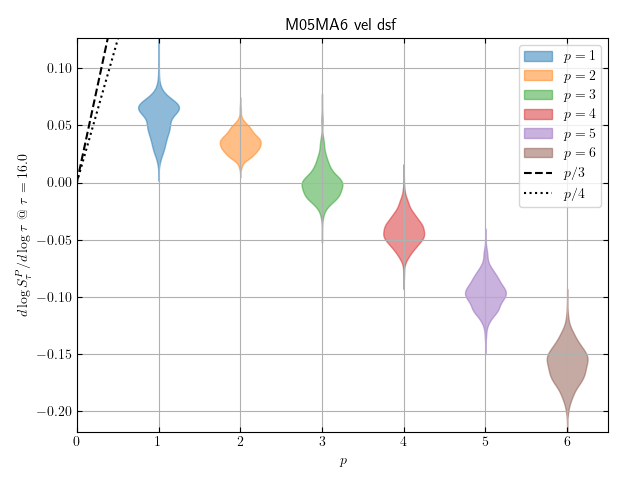 M05MA6 vel dsf
0.10
0.05
0.00
−0.05
−0.10
−0.15
−0.20
d log S_τ^P / d log τ @ τ = 16.0
p = 1
p = 2
p = 3
p = 4
p = 5
p = 6
p/3
p/4
0 1 2 3 4 5 6
p